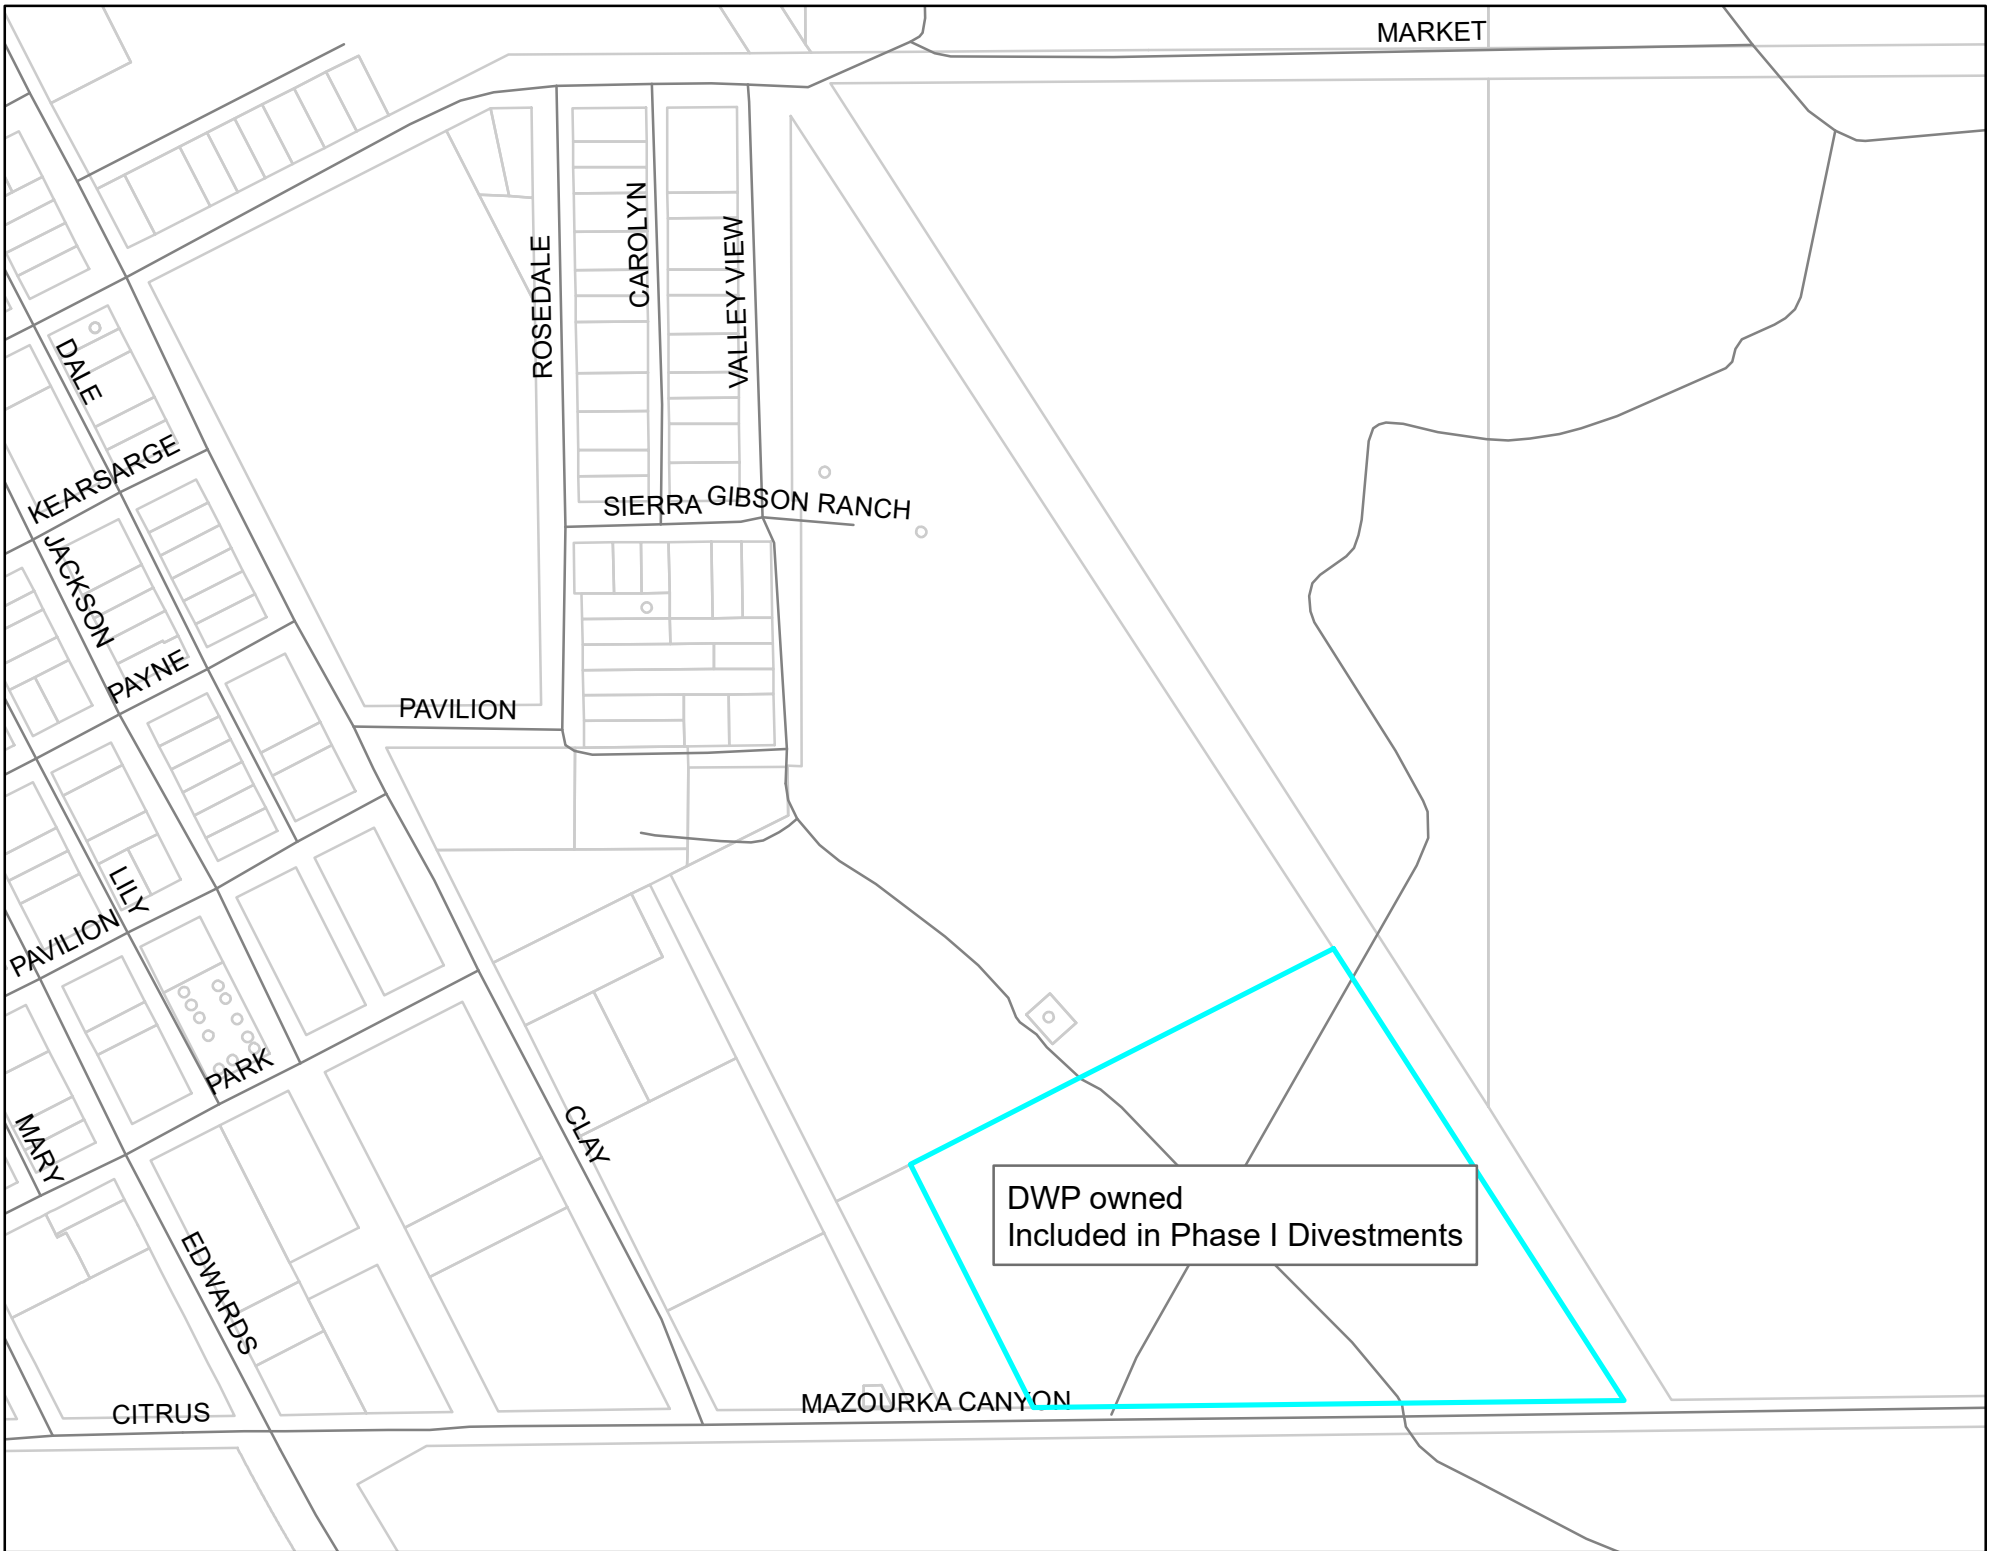 MARKET
CAROLYN
VALLEY VIEW
ROSEDALE
DALE
KEARSARGE
SIERRA
GIBSON RANCH
JACKSON
PAYNE
PAVILION
LILY
PAVILION
PARK
MARY
CLAY
DWP owned
Included in Phase I Divestments
EDWARDS
CITRUS
MAZOURKA CANYON